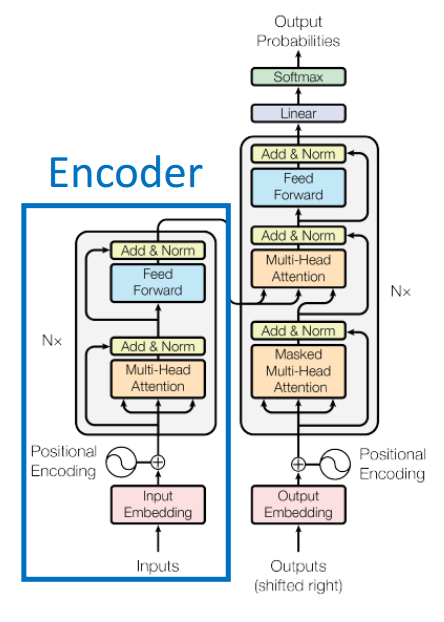 Output
Probabilities
Softmax
Linear
Add & Norm
Feed
Forward
Add & Norm
Multi-Head
Attention
Nx
Add & Norm
Masked
Multi-Head
Attention
Positional
Encoding
Output
Embedding
Outputs
(shifted right)
Encoder
Add & Norm
Feed
Forward
Nx
Add & Norm
Multi-Head
Attention
Positional
Encoding
Input
Embedding
Inputs